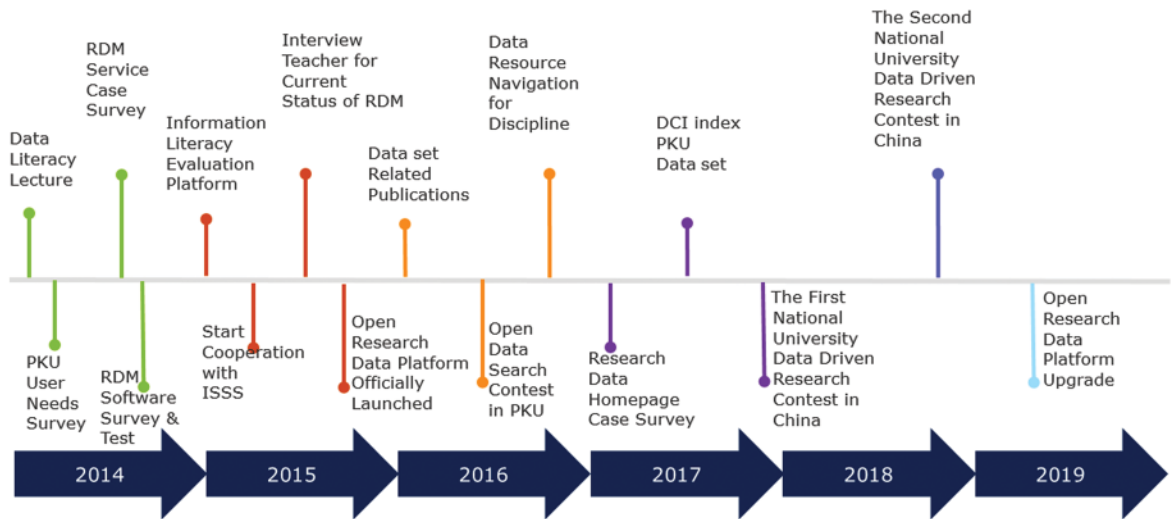 Data
Literacy
Lecture
RDM
Service
Case
Survey
Information
Literacy
Evaluation
Platform
Interview
Teacher for
Current
Status of RDM
Data set
Related
Publications
Data
Resource
Navigation
for
Discipline
DCI index
PKU
Data set
The Second
National
University
Data Driven
Research
Contest in
China
PKU
User
Needs
Survey
RDM
Software
Survey &
Test
Start
Cooperation
with
ISSS
Open
Research
Data Platform
Officially
Launched
Open
Data
Search
Contest
in PKU
Research
Data
Homepage
Case Survey
The First
National
University
Data Driven
Research
Contest in
China
Open
Research
Data
Platform
Upgrade
2014
2015
2016
2017
2018
2019